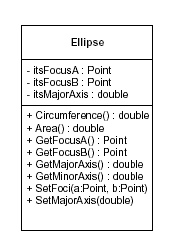 Ellipse
- itsFocusA : Point
- itsFocusB : Point
- itsMajorAxis : double
+ Circumference() : double
+ Area() : double
+ GetFocusA() : Point
+ GetFocusB() : Point
+ GetMajorAxis() : double
+ GetMinorAxis() : double
+ SetFoci(a:Point, b:Point)
+ SetMajorAxis(double)